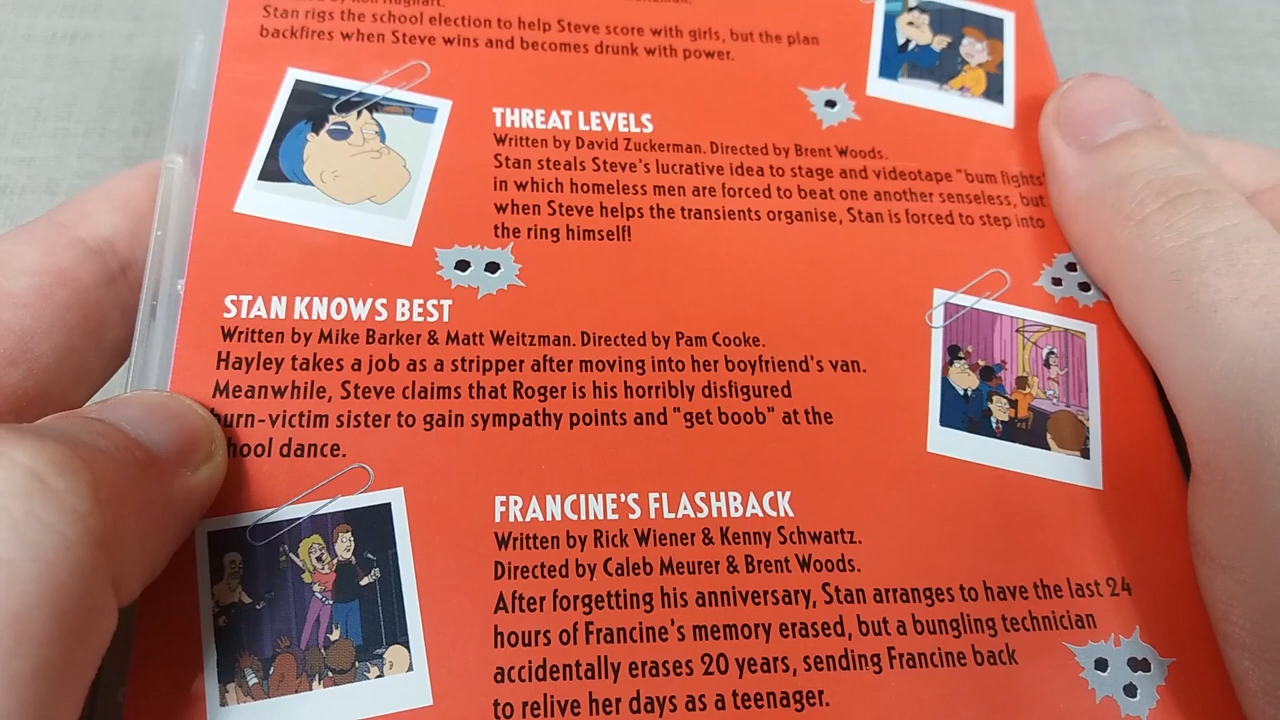 Stan rigs the school election to help Steve score with girls, but the plan
backfires when Steve wins and becomes drunk with power.
THREAT LEVELS
Written by David Zuckerman. Directed by Brent Woods.
Stan steals Steve's lucrative idea to stage and videotape "bum fights"
in which homeless men are forced to beat one another senseless, but
when Steve helps the transients organise, Stan is forced to step into
the ring himself!
STAN KNOWS BEST
Written by Mike Barker & Matt Weitzman. Directed by Pam Cooke.
Hayley takes a job as a stripper after moving into her boyfriend's van.
Meanwhile, Steve claims that Roger is his horribly disfigured
burn-victim sister to gain sympathy points and "get boob" at the
hool dance.
FRANCINE'S FLASHBACK
Written by Rick Wiener & Kenny Schwartz.
Directed by Caleb Meurer & Brent Woods.
After forgetting his anniversary, Stan arranges to have the last 24
hours of Francine's memory erased, but a bungling technician
accidentally erases 20 years, sending Francine back
to relive her days as a teenager.